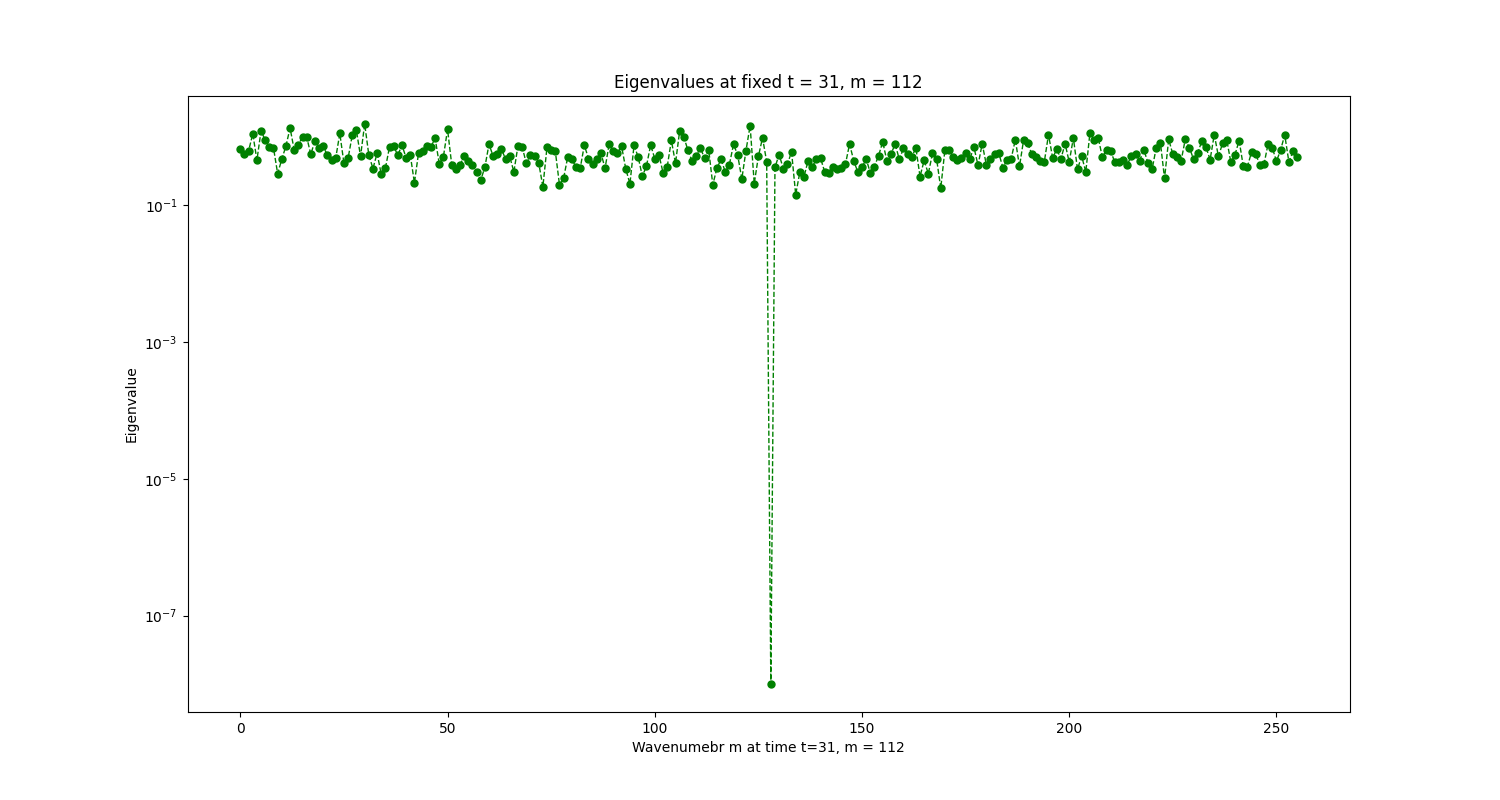 Eigenvalues at fixed t = 31, m = 112
10⁻¹
10⁻³
10⁻⁵
10⁻⁷
Eigenvalue
0 50 100 150 200 250
Wavenumebr m at time t=31, m = 112